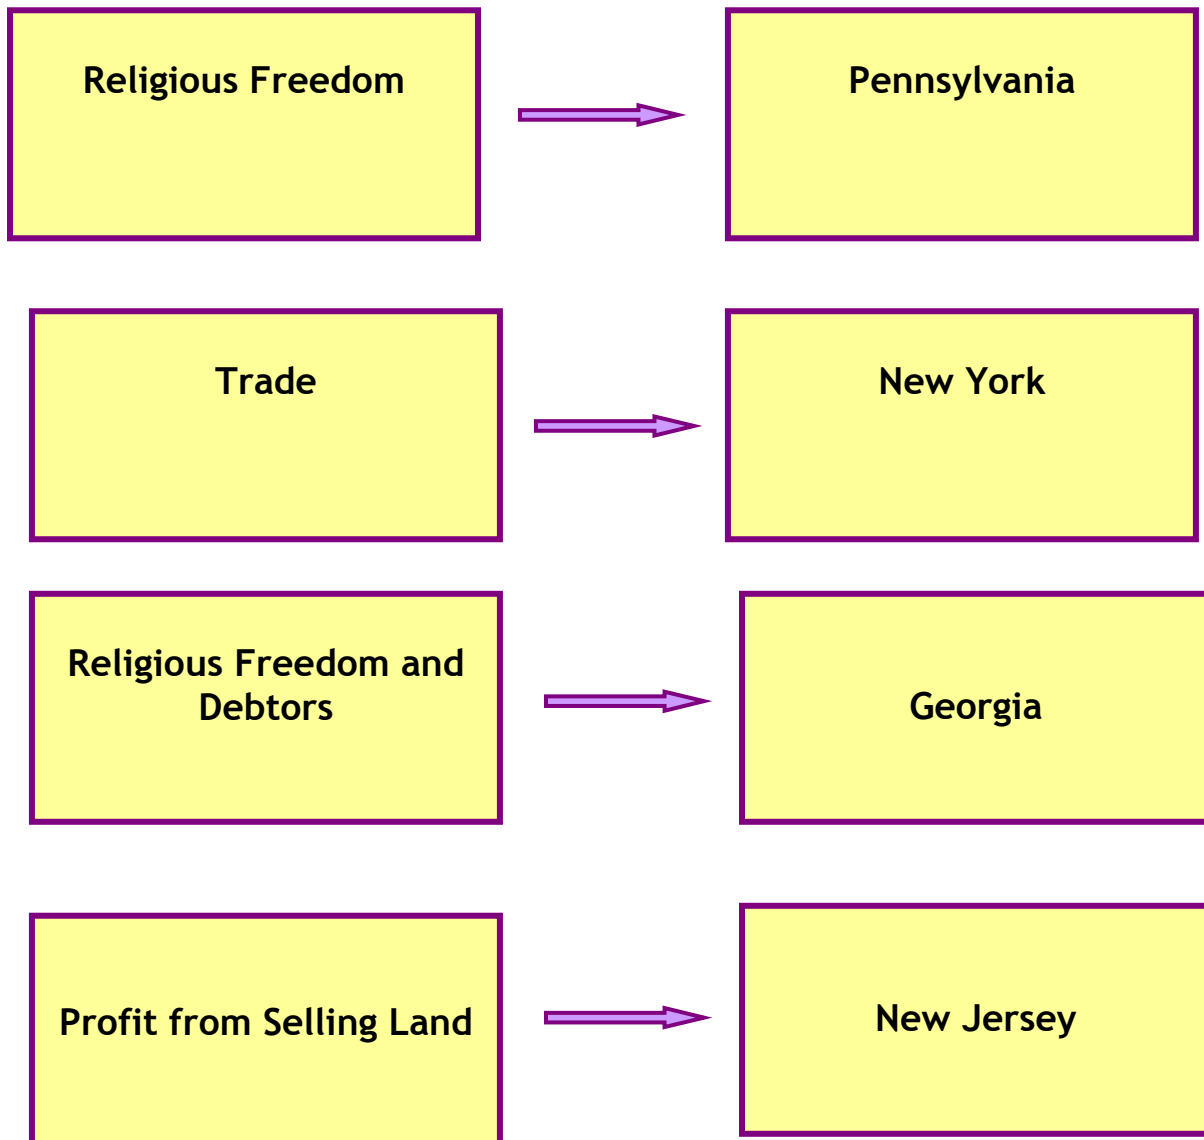 Religious Freedom
Pennsylvania
Trade
New York
Religious Freedom and
Debtors
Georgia
Profit from Selling Land
New Jersey